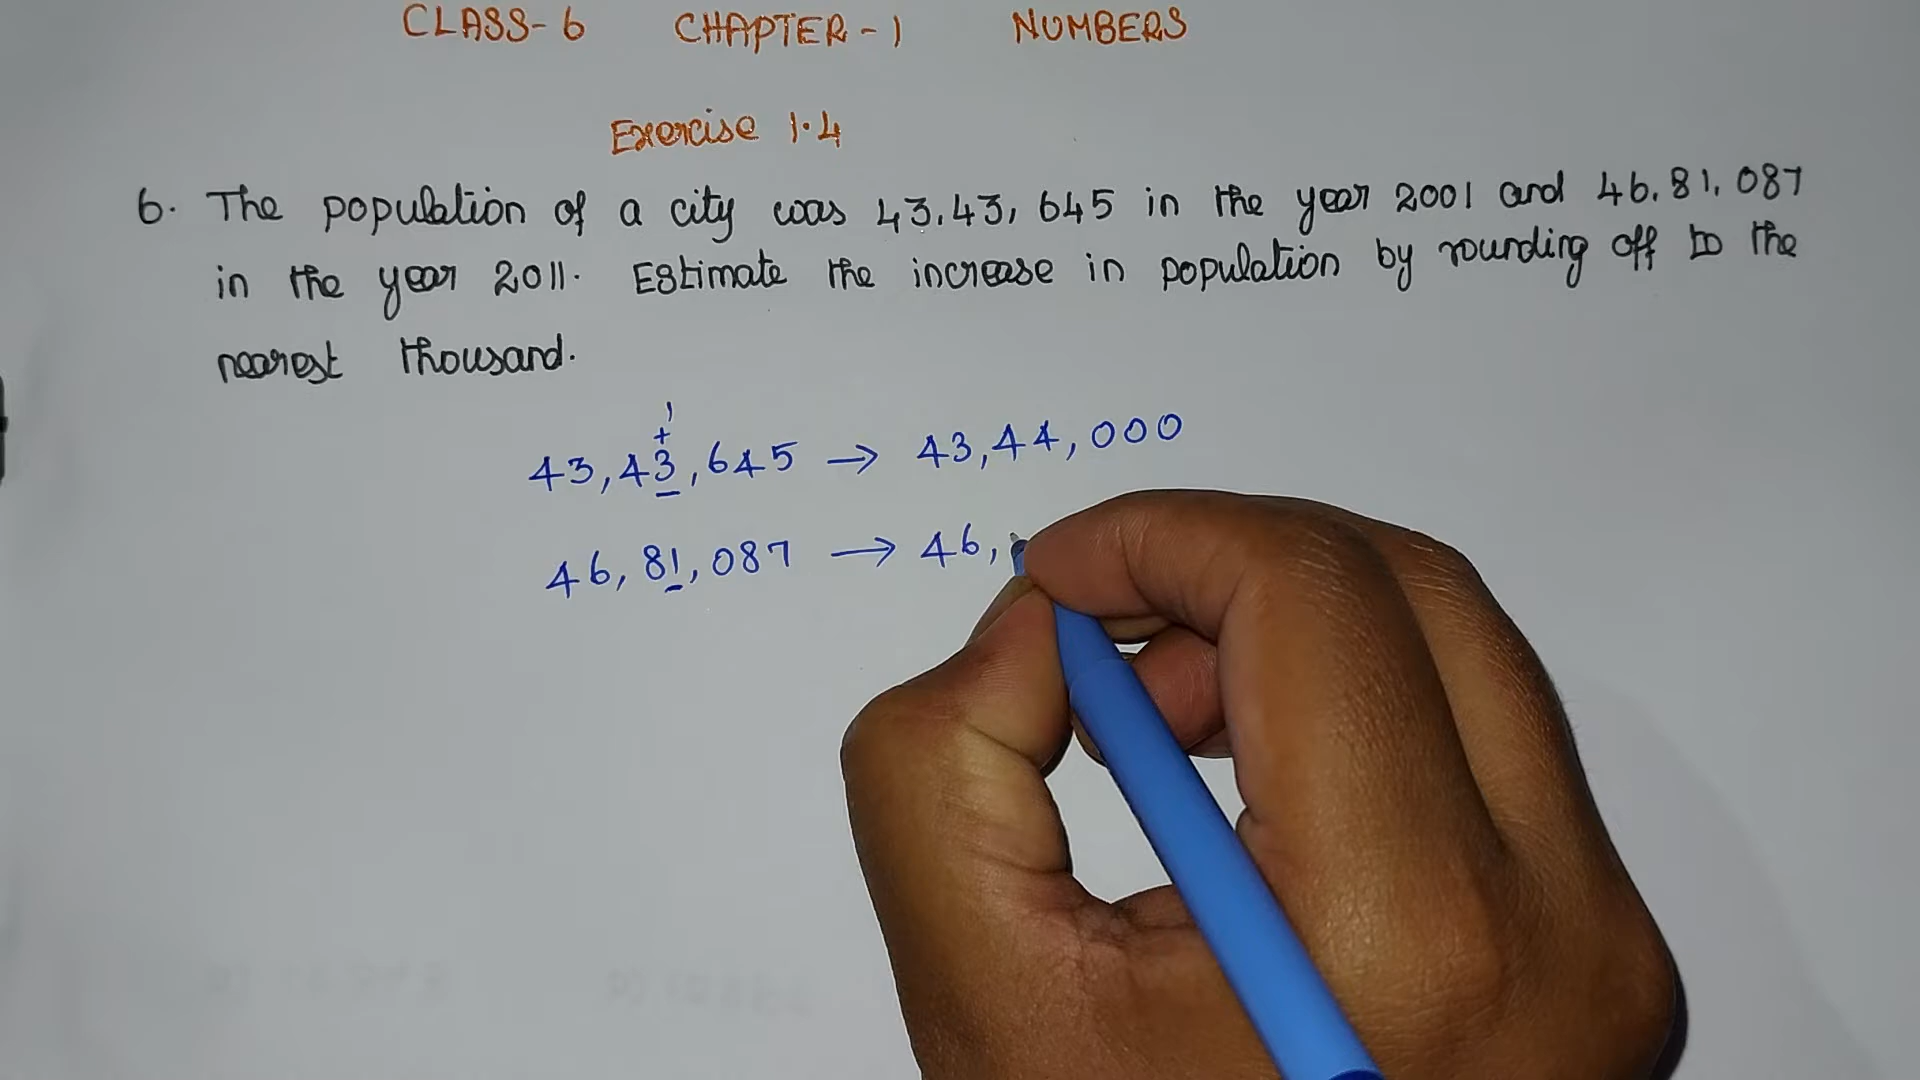 CLASS-6 CHAPTER-1 NUMBERS
Exercise 1.4
6. The population of a city was 43,43,645 in the year 2001 and 46,81,087
in the year 2011. Estimate the increase in population by rounding off to the
nearest thousand.
1
+
43,43,645 → 43,44,000
46,81,087 → 46,